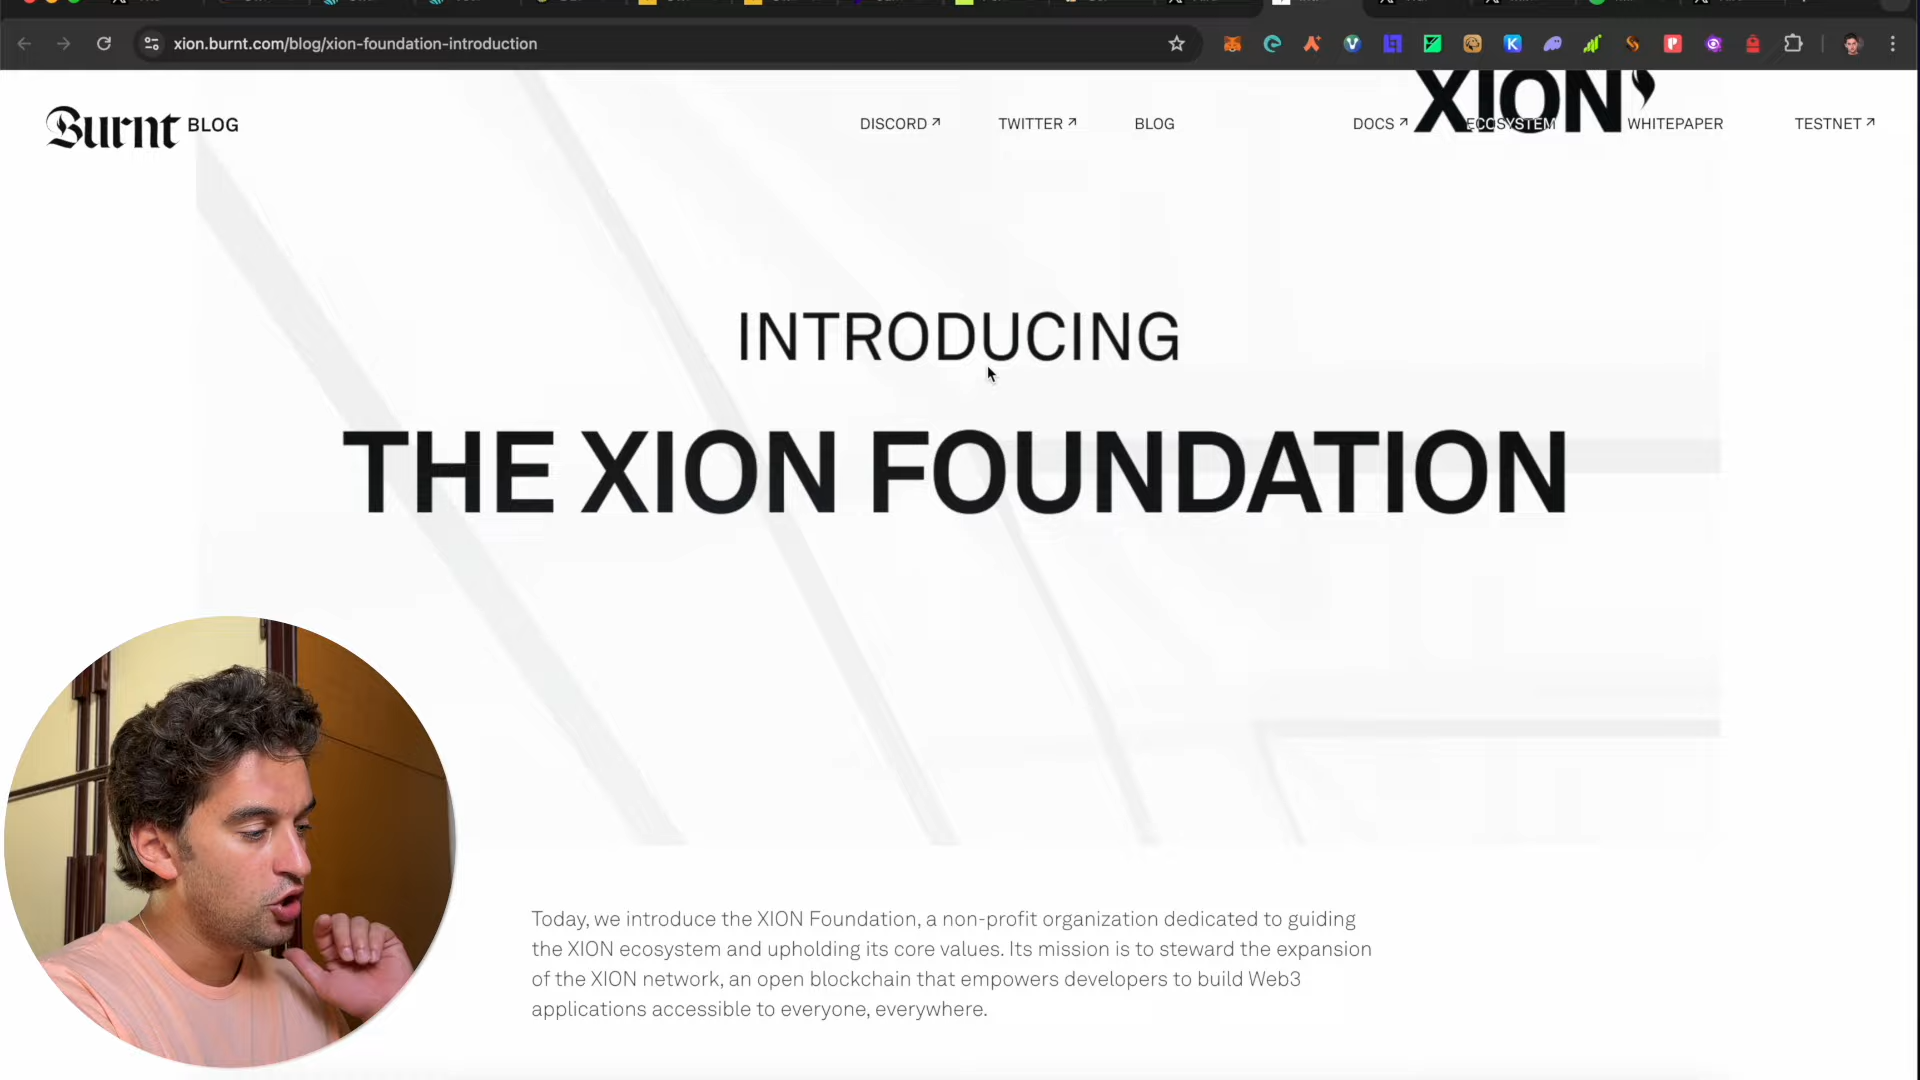 xion.burnt.com/blog/xion-foundation-introduction
XION
Burnt BLOG
DISCORD ↗
TWITTER ↗
BLOG
DOCS ↗
ECOSYSTEM
WHITEPAPER
TESTNET ↗
INTRODUCING
THE XION FOUNDATION
Today, we introduce the XION Foundation, a non-profit organization dedicated to guiding
the XION ecosystem and upholding its core values. Its mission is to steward the expansion
of the XION network, an open blockchain that empowers developers to build Web3
applications accessible to everyone, everywhere.